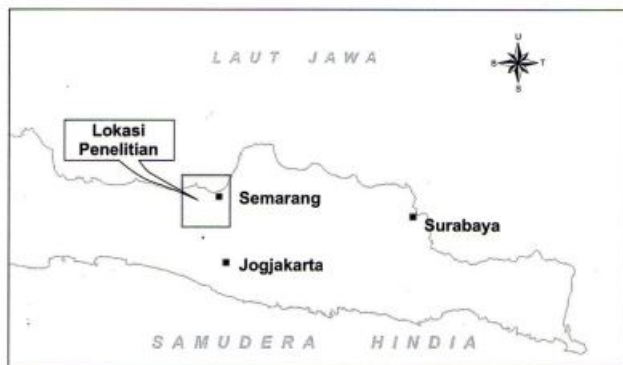 LAUT JAWA
U
B T
S
Lokasi
Penelitian
Semarang
Surabaya
Jogjakarta
SAMUDERA HINDIA